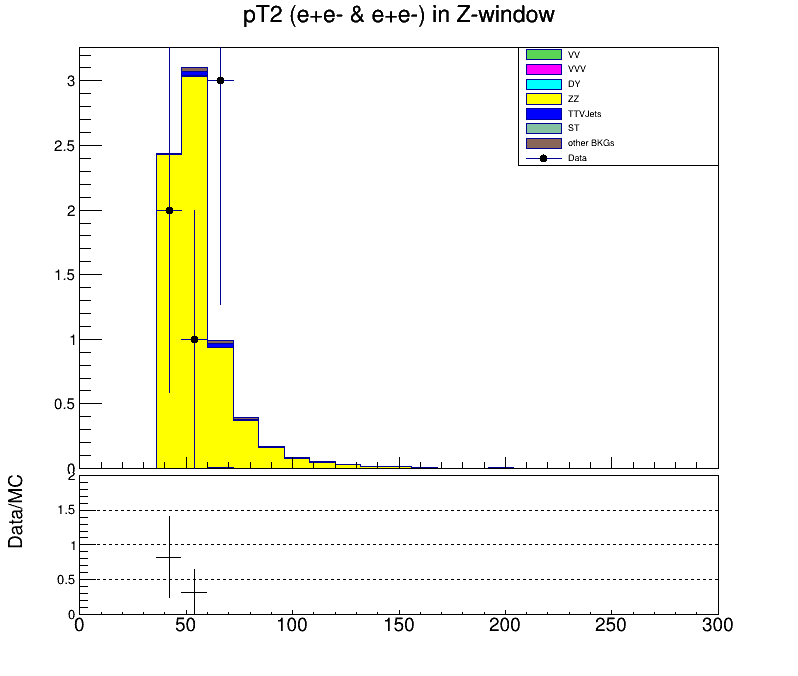 pT2 (e+e- & e+e-) in Z-window
VV
VVV
DY
ZZ
TTVJets
ST
other BKGs
Data
3
2.5
2
1.5
1
0.5
0
Data/MC
2
1.5
1
0.5
0
0 50 100 150 200 250 300